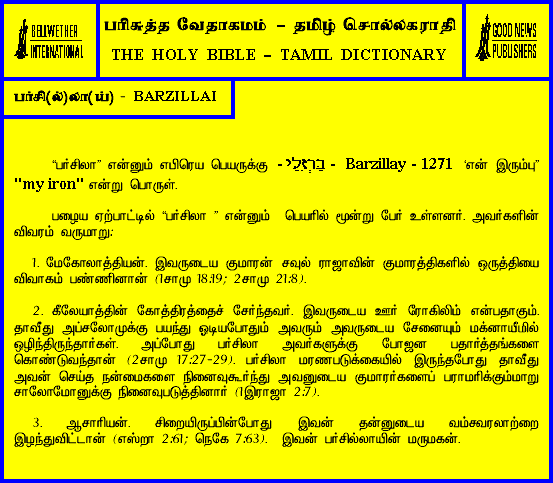 BELLWETHER
INTERNATIONAL
பரிசுத்த வேதாகமம் – தமிழ் சொல்லகராதி
THE HOLY BIBLE – TAMIL DICTIONARY
GOOD NEWS
PUBLISHERS
பர்சி(ல்)லா(ய்) - BARZILLAI
“பர்சிலா” என்னும் எபிரெய பெயருக்கு - בַּרְזִלַּי - Barzillay - 1271 ‘என் இரும்பு”
"my iron" என்று பொருள்.
பழைய ஏற்பாட்டில் “பர்சிலா ” என்னும் பெயரில் மூன்று பேர் உள்ளனர். அவர்களின்
விவரம் வருமாறு:
1. மேகோலாத்தியன். இவருடைய குமாரன் சவுல் ராஜாவின் குமாரத்திகளில் ஒருத்தியை
விவாகம் பண்ணினான் (1சாமு 18:19; 2சாமு 21:8).
2. கீலேயாத்தின் கோத்திரத்தைச் சேர்ந்தவர். இவருடைய ஊர் ரோகிலிம் என்பதாகும்.
தாவீது அப்சலோமுக்கு பயந்து ஓடியபோதும் அவரும் அவருடைய சேனையும் மக்னாயீமில்
ஒழிந்திருந்தார்கள். அப்போது பர்சிலா அவர்களுக்கு போஜன பதார்த்தங்களை
கொண்டுவந்தான் (2சாமு 17:27-29). பர்சிலா மரணபடுக்கையில் இருந்தபோது தாவீது
அவன் செய்த நன்மைகளை நினைவுகூர்ந்து அவனுடைய குமாரர்களைப் பராமரிக்கும்மாறு
சாலோமோனுக்கு நினைவுபடுத்தினார் (1இராஜா 2:7).
3. ஆசாரியன். சிறையிருப்பின்போது இவன் தன்னுடைய வம்சவரலாற்றை
இழந்துவிட்டான் (எஸ்றா 2:61; நெகே 7:63). இவன் பர்சில்லாயின் மருமகன்.